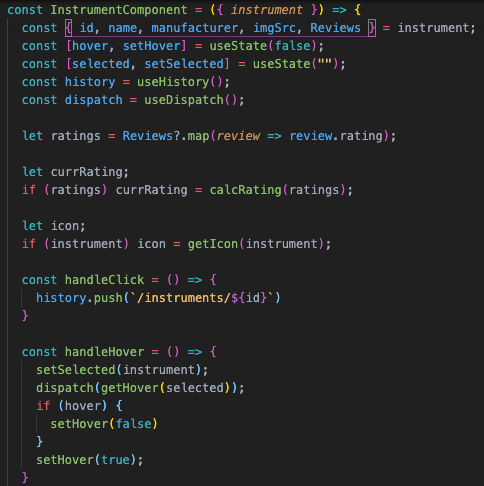 const InstrumentComponent = ({ instrument }) => {
  const { id, name, manufacturer, imgSrc, Reviews } = instrument;
  const [hover, setHover] = useState(false);
  const [selected, setSelected] = useState("");
  const history = useHistory();
  const dispatch = useDispatch();

  let ratings = Reviews?.map(review => review.rating);

  let currRating;
  if (ratings) currRating = calcRating(ratings);

  let icon;
  if (instrument) icon = getIcon(instrument);

  const handleClick = () => {
    history.push(`/instruments/${id}`)
  }

  const handleHover = () => {
    setSelected(instrument);
    dispatch(getHover(selected));
    if (hover) {
      setHover(false)
    }
    setHover(true);
  }